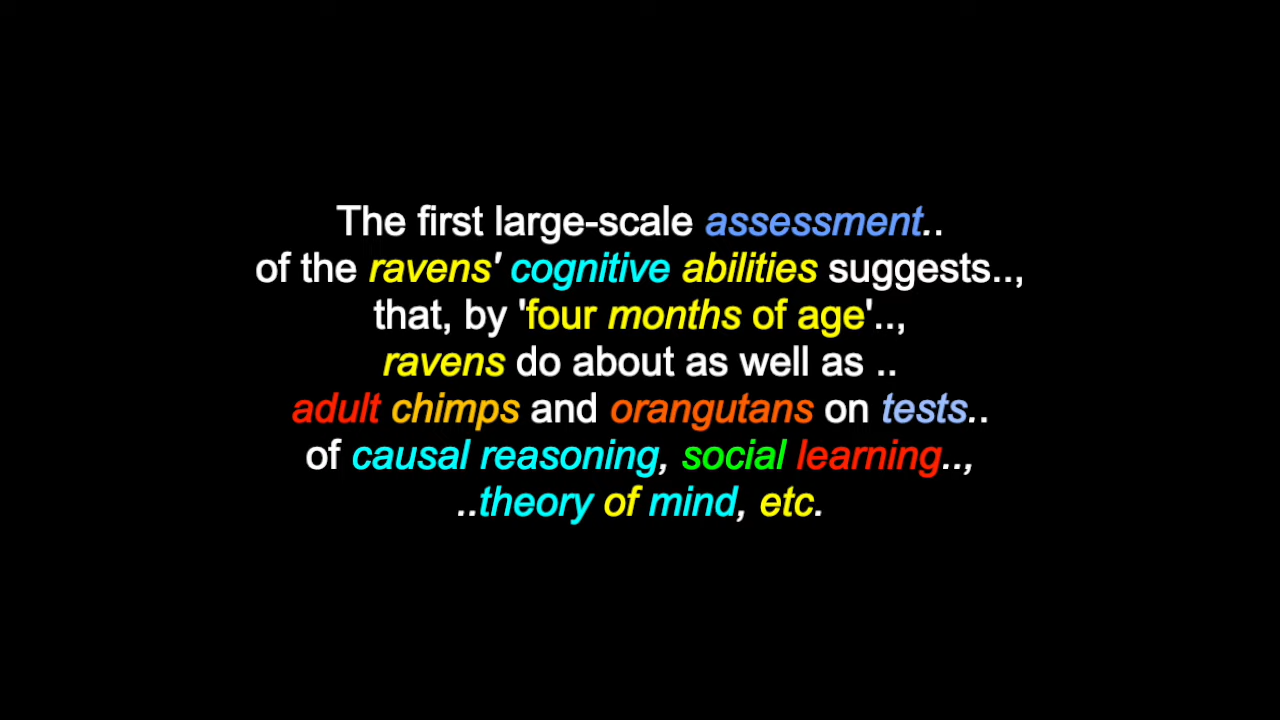 The first large-scale assessment..
of the ravens' cognitive abilities suggests..,
that, by 'four months of age'..,
ravens do about as well as ..
adult chimps and orangutans on tests..
of causal reasoning, social learning..,
..theory of mind, etc.